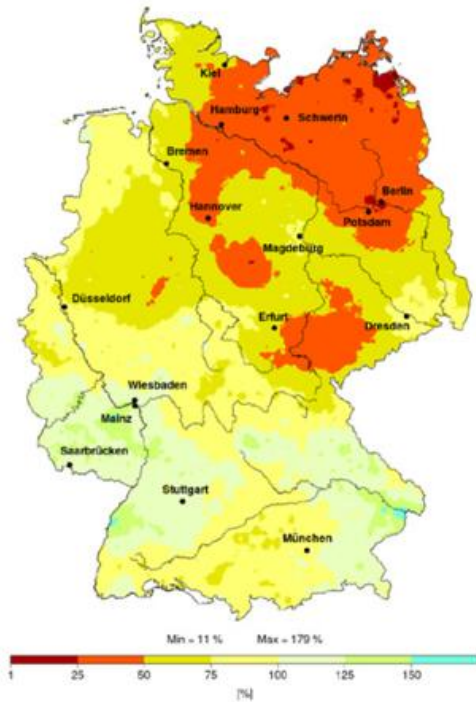 Kiel
Hamburg
Schwerin
Bremen
Berlin
Hannover
Potsdam
Magdeburg
Düsseldorf
Erfurt
Dresden
Wiesbaden
Mainz
Saarbrücken
Stuttgart
München
Min = 11 % Max = 179 %
1 25 50 75 100 125 150
[%]